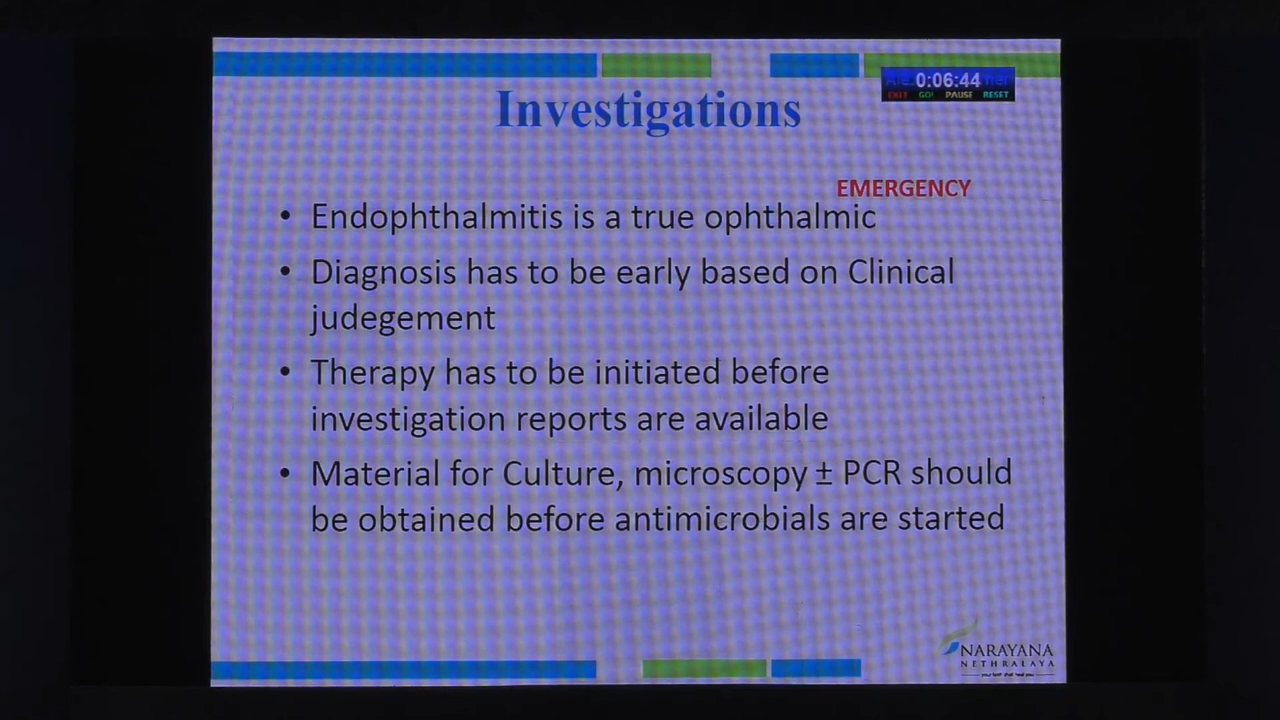 0:06:44
EXIT GO! PAUSE RESET
Investigations
EMERGENCY
• Endophthalmitis is a true ophthalmic
• Diagnosis has to be early based on Clinical
judegement
• Therapy has to be initiated before
investigation reports are available
• Material for Culture, microscopy ± PCR should
be obtained before antimicrobials are started
NARAYANA
NETHRALAYA